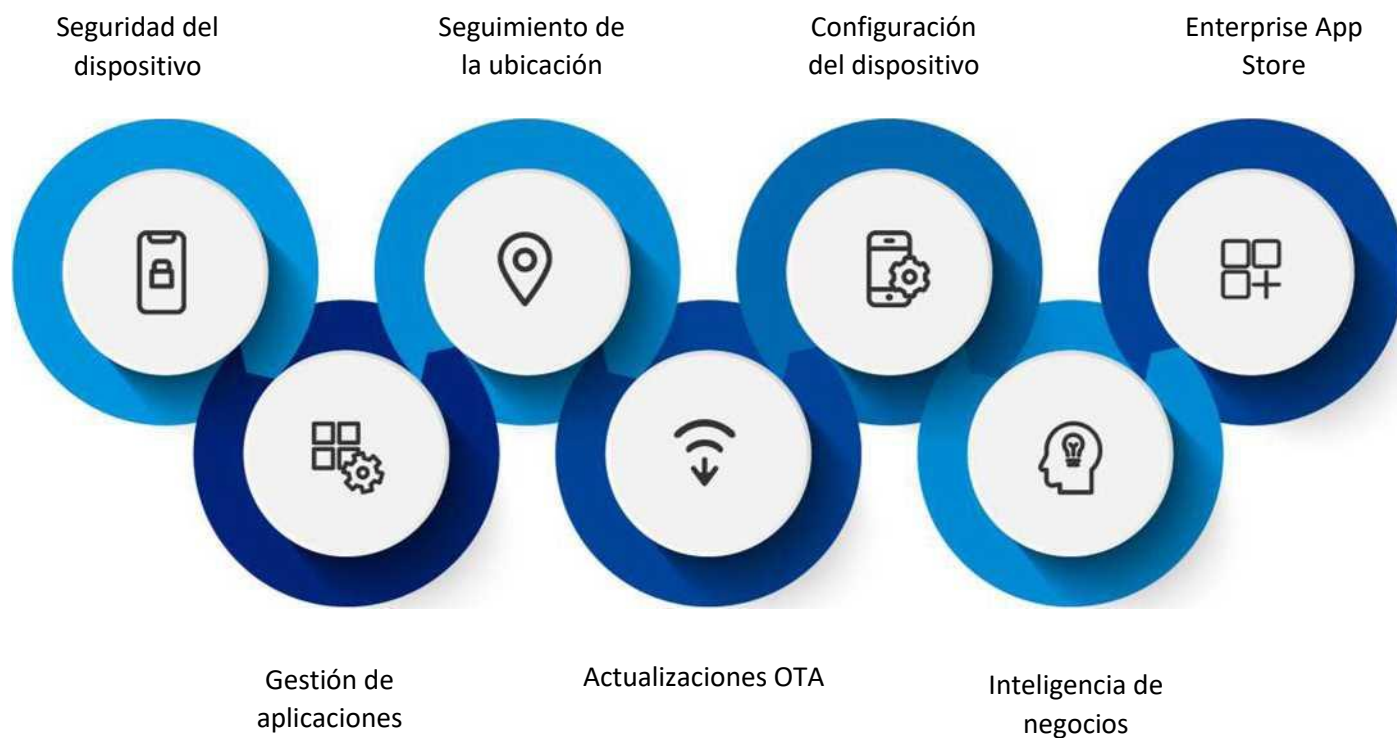 Seguridad del
dispositivo
Seguimiento de
la ubicación
Configuración
del dispositivo
Enterprise App
Store
Gestión de
aplicaciones
Actualizaciones OTA
Inteligencia de
negocios